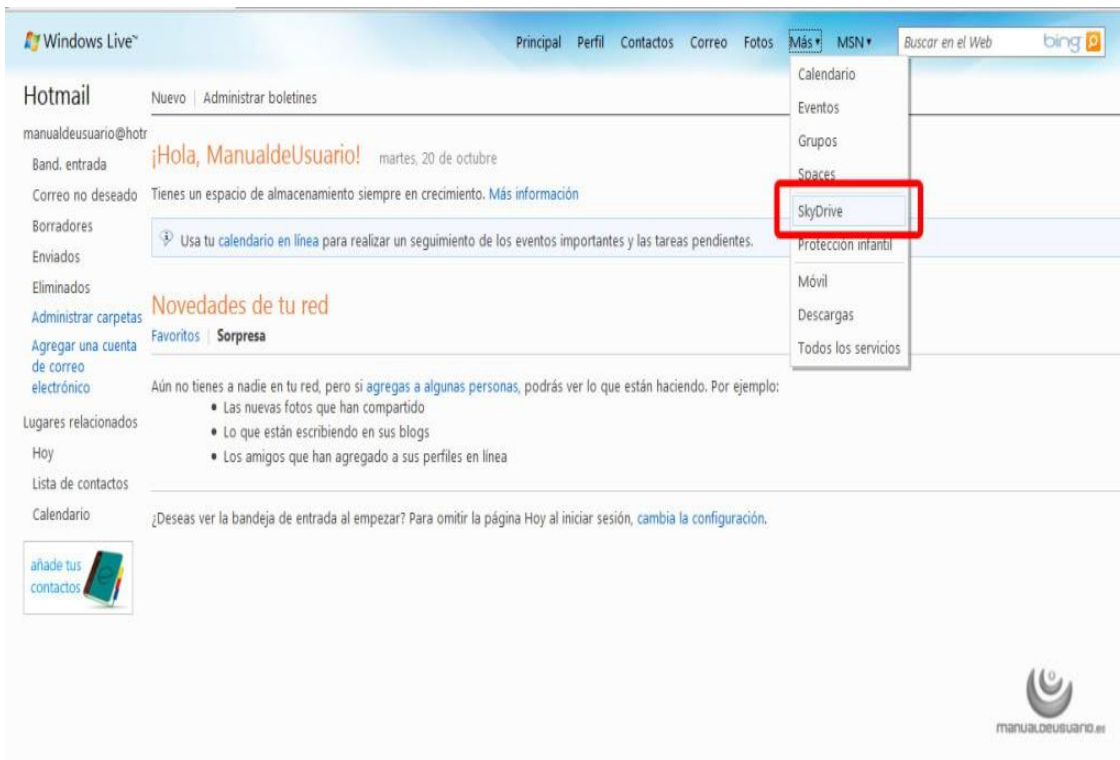 Windows Live™
Principal Perfil Contactos Correo Fotos Más MSN Buscar en el Web bing
Calendario
Eventos
Grupos
Spaces
SkyDrive
Protección infantil
Móvil
Descargas
Todos los servicios
Hotmail
manualdeusuario@hotr
Band. entrada
Correo no deseado
Borradores
Enviados
Eliminados
Administrar carpetas
Agregar una cuenta
de correo
electrónico
Lugares relacionados
Hoy
Lista de contactos
Calendario
añade tus
contactos
Nuevo | Administrar boletines
¡Hola, ManualdeUsuario! martes, 20 de octubre
Tienes un espacio de almacenamiento siempre en crecimiento. Más información
Usa tu calendario en línea para realizar un seguimiento de los eventos importantes y las tareas pendientes.
Novedades de tu red
Favoritos | Sorpresa
Aún no tienes a nadie en tu red, pero si agregas a algunas personas, podrás ver lo que están haciendo. Por ejemplo:
• Las nuevas fotos que han compartido
• Lo que están escribiendo en sus blogs
• Los amigos que han agregado a sus perfiles en línea
¿Deseas ver la bandeja de entrada al empezar? Para omitir la página Hoy al iniciar sesión, cambia la configuración.
manualdeusuario.es